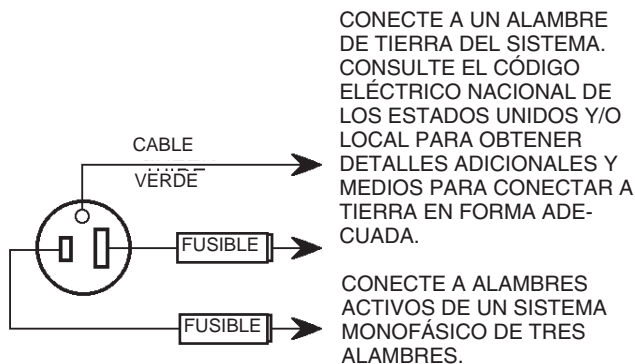 CONECTE A UN ALAMBRE
DE TIERRA DEL SISTEMA.
CONSULTE EL CÓDIGO
ELÉCTRICO NACIONAL DE
LOS ESTADOS UNIDOS Y/O
LOCAL PARA OBTENER
DETALLES ADICIONALES Y
MEDIOS PARA CONECTAR A
TIERRA EN FORMA ADE-
CUADA.
CABLE
VERDE
FUSIBLE
FUSIBLE
CONECTE A ALAMBRES
ACTIVOS DE UN SISTEMA
MONOFÁSICO DE TRES
ALAMBRES.